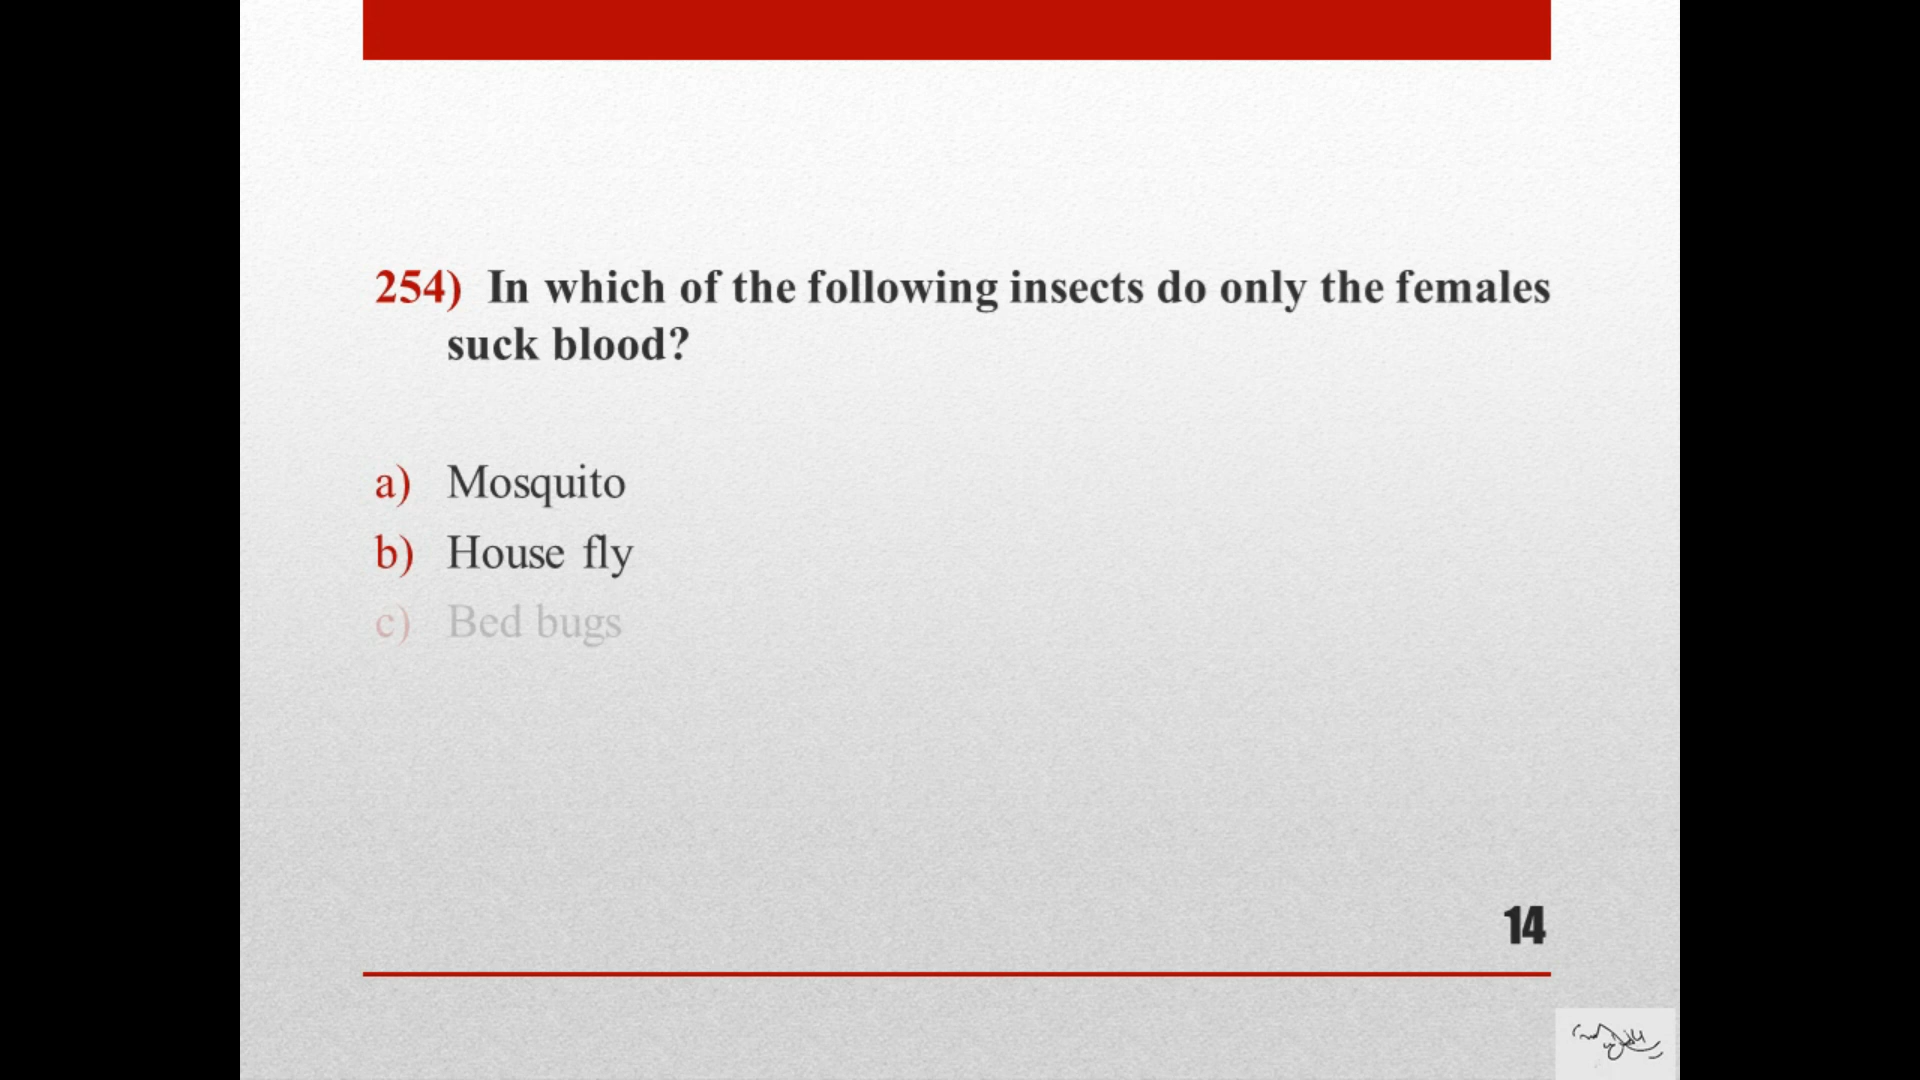 254) In which of the following insects do only the females
suck blood?
a) Mosquito
b) House fly
c) Bed bugs
14